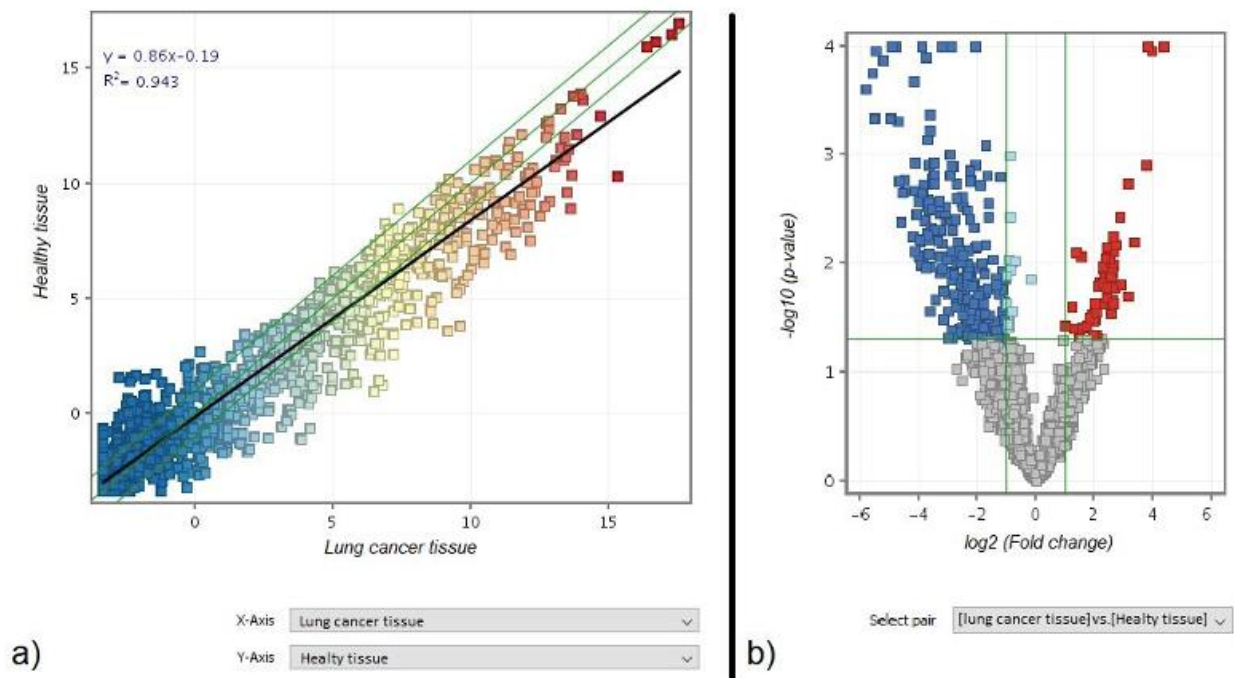 y = 0.86x−0.19
R2= 0.943
15
10
5
0
Healthy tissue
0 5 10 15
Lung cancer tissue
X-Axis Lung cancer tissue
Y-Axis Healty tissue
a)
4
3
2
1
0
-log10 (p-value)
−6 −4 −2 0 2 4 6
log2 (Fold change)
Select pair [lung cancer tissue]vs.[Healty tissue]
b)